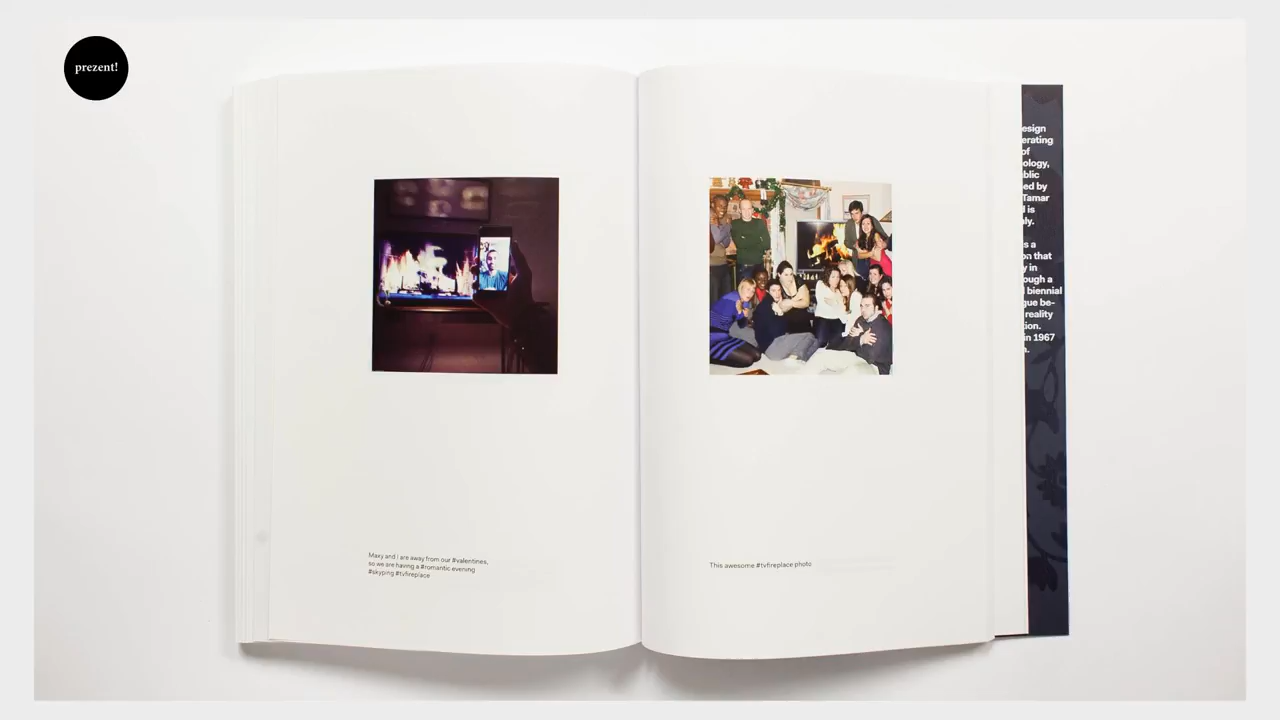 prezent!
Maxy and i are away from our #valentines,
so we are having a #romantic evening
#skyping #tvfireplace
This awesome #tvfireplace photo
esign
erating
of
ology,
blic
ed by
Tamar
d is
ly.
s a
on that
y in
ough a
l biennial
gue be-
reality
tion.
in 1967
n.